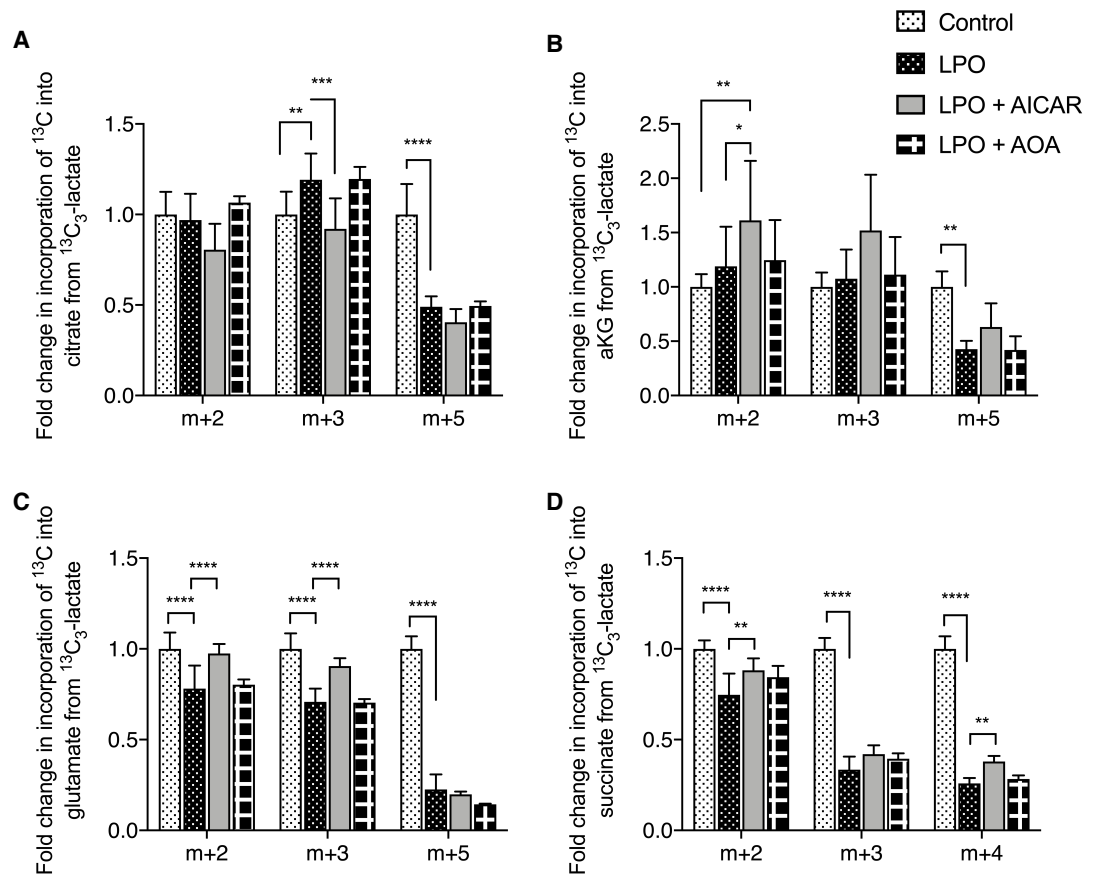 Control
LPO
LPO + AICAR
LPO + AOA
A
Fold change in incorporation of ¹³C into
citrate from ¹³C₃-lactate
1.5
1.0
0.5
0.0
**
***
****
m+2
m+3
m+5
B
Fold change in incorporation of ¹³C into
aKG from ¹³C₃-lactate
2.5
2.0
1.5
1.0
0.5
0.0
**
*
**
m+2
m+3
m+5
C
Fold change in incorporation of ¹³C into
glutamate from ¹³C₃-lactate
1.5
1.0
0.5
0.0
****
****
****
****
****
m+2
m+3
m+5
D
Fold change in incorporation of ¹³C into
succinate from ¹³C₃-lactate
1.5
1.0
0.5
0.0
****
**
****
****
**
m+2
m+3
m+4